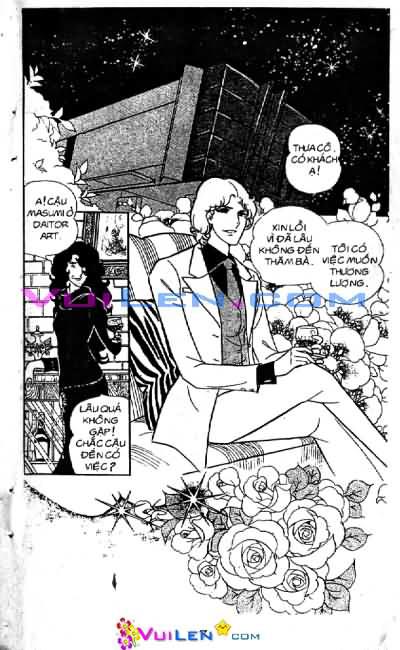 THƯA CÔ,
CÓ KHÁCH
Ạ!
A! CẬU
MASUMI Ở
DAITOR
ART.
XIN LỖI
VÌ ĐÃ LÂU
KHÔNG ĐẾN
THĂM BÀ.
TÔI CÓ
VIỆC MUỐN
THƯƠNG
LƯỢNG.
VUILEN.COM
LÂU QUÁ
KHÔNG
GẶP!
CHẮC CẬU
ĐẾN CÓ
VIỆC?
VUILEN.COM